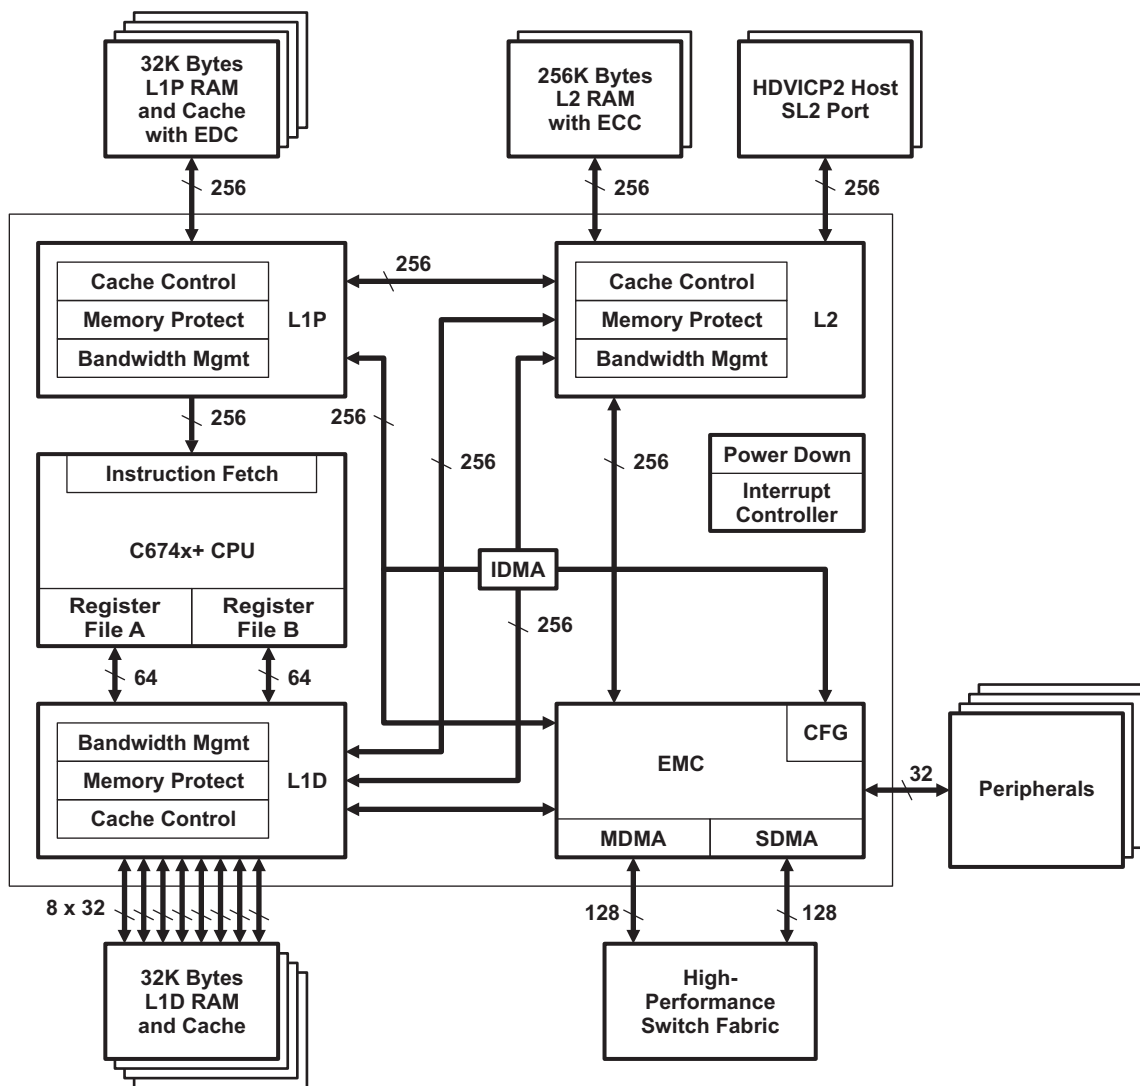 32K Bytes
L1P RAM
and Cache
with EDC
256K Bytes
L2 RAM
with ECC
HDVICP2 Host
SL2 Port
256
256
256
Cache Control
Memory Protect
Bandwidth Mgmt
L1P
256
Cache Control
Memory Protect
Bandwidth Mgmt
L2
256
256
256
256
Instruction Fetch
C674x+ CPU
Register
File A
Register
File B
Power Down
Interrupt
Controller
IDMA
256
64
64
Bandwidth Mgmt
Memory Protect
Cache Control
L1D
EMC
CFG
MDMA
SDMA
32
Peripherals
8 x 32
128
128
32K Bytes
L1D RAM
and Cache
High-
Performance
Switch Fabric